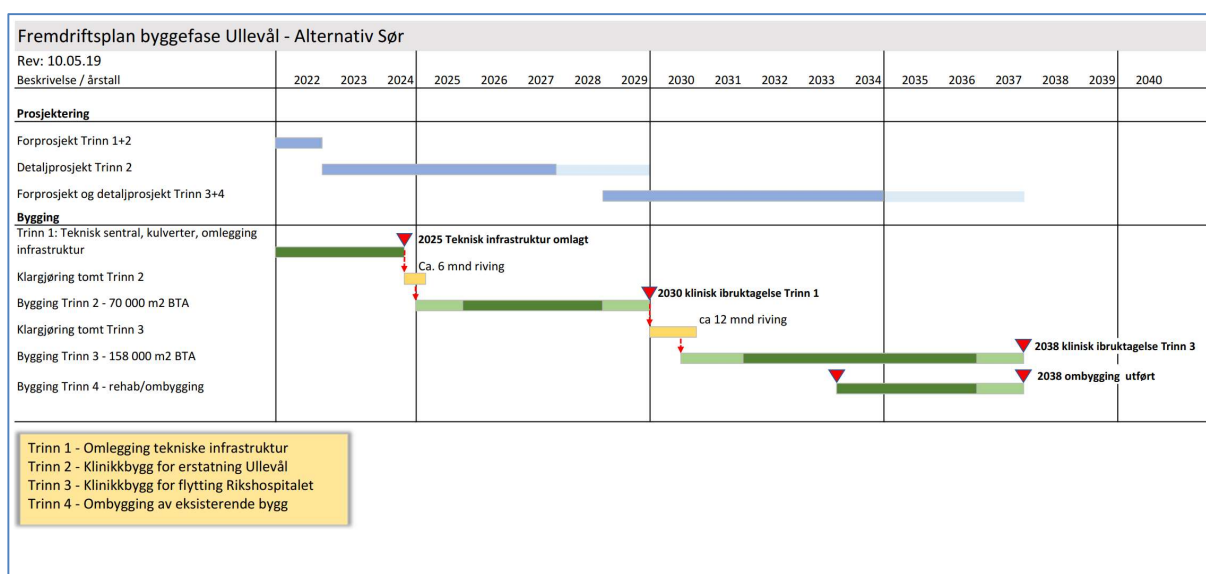 Fremdriftsplan byggefase Ullevål - Alternativ Sør
Rev: 10.05.19
Beskrivelse / årstall 2022 2023 2024 2025 2026 2027 2028 2029 2030 2031 2032 2033 2034 2035 2036 2037 2038 2039 2040
Prosjektering
Forprosjekt Trinn 1+2
Detaljprosjekt Trinn 2
Forprosjekt og detaljprosjekt Trinn 3+4
Bygging
Trinn 1: Teknisk sentral, kulverter, omlegging
infrastruktur
2025 Teknisk infrastruktur omlagt
Klargjøring tomt Trinn 2
Ca. 6 mnd riving
Bygging Trinn 2 - 70 000 m2 BTA
2030 klinisk ibruktagelse Trinn 1
Klargjøring tomt Trinn 3
ca 12 mnd riving
Bygging Trinn 3 - 158 000 m2 BTA
2038 klinisk ibruktagelse Trinn 3
Bygging Trinn 4 - rehab/ombygging
2038 ombygging utført
Trinn 1 - Omlegging tekniske infrastruktur
Trinn 2 - Klinikkbygg for erstatning Ullevål
Trinn 3 - Klinikkbygg for flytting Rikshospitalet
Trinn 4 - Ombygging av eksisterende bygg